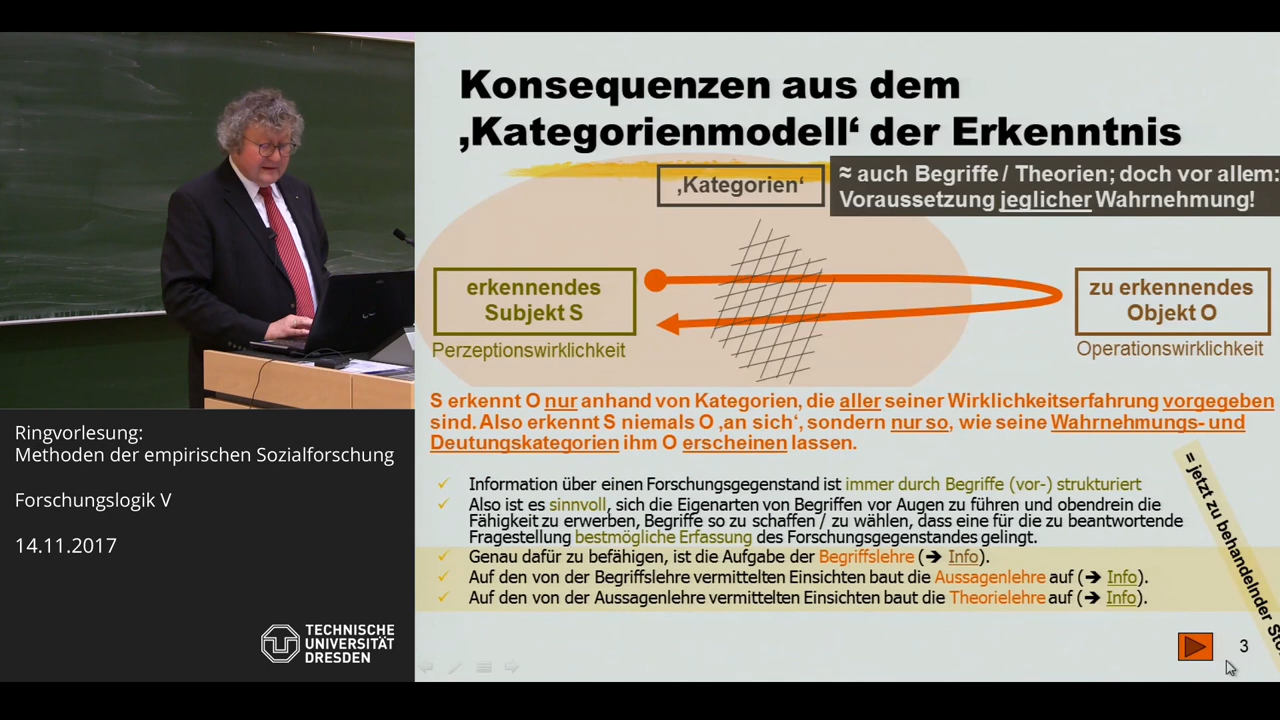 Konsequenzen aus dem
‚Kategorienmodell‘ der Erkenntnis
‚Kategorien‘
≈ auch Begriffe / Theorien; doch vor allem:
Voraussetzung jeglicher Wahrnehmung!
erkennendes
Subjekt S
zu erkennendes
Objekt O
Perzeptionswirklichkeit
Operationswirklichkeit
S erkennt O nur anhand von Kategorien, die aller seiner Wirklichkeitserfahrung vorgegeben
sind. Also erkennt S niemals O ‚an sich‘, sondern nur so, wie seine Wahrnehmungs- und
Deutungskategorien ihm O erscheinen lassen.
✓ Information über einen Forschungsgegenstand ist immer durch Begriffe (vor-) strukturiert
✓ Also ist es sinnvoll, sich die Eigenarten von Begriffen vor Augen zu führen und obendrein die
Fähigkeit zu erwerben, Begriffe so zu schaffen / zu wählen, dass eine für die zu beantwortende
Fragestellung bestmögliche Erfassung des Forschungsgegenstandes gelingt.
✓ Genau dafür zu befähigen, ist die Aufgabe der Begriffslehre (➔ Info).
✓ Auf den von der Begriffslehre vermittelten Einsichten baut die Aussagenlehre auf (➔ Info).
✓ Auf den von der Aussagenlehre vermittelten Einsichten baut die Theorielehre auf (➔ Info).
= jetzt zu behandelnder
3
Ringvorlesung:
Methoden der empirischen Sozialforschung
Forschungslogik V
14.11.2017
TECHNISCHE
UNIVERSITÄT
DRESDEN